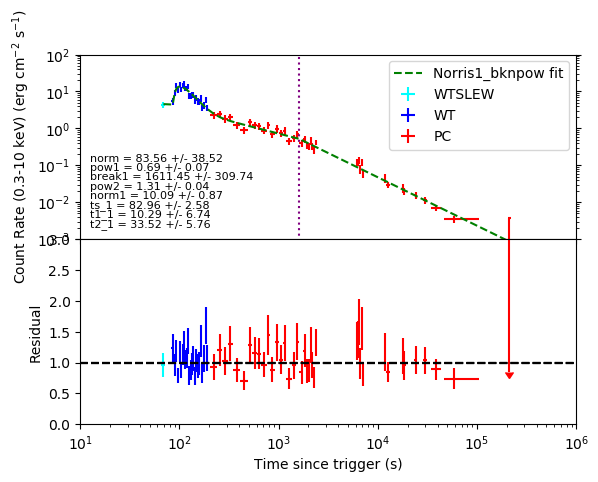 Count Rate (0.3-10 keV) (erg cm⁻² s⁻¹)
10²
10¹
10⁰
10⁻¹
10⁻²
Norris1_bknpow fit
WTSLEW
WT
PC
norm = 83.56 +/- 38.52
pow1 = 0.69 +/- 0.07
break1 = 1611.45 +/- 309.74
pow2 = 1.31 +/- 0.04
norm1 = 10.09 +/- 0.87
ts_1 = 82.96 +/- 2.58
t1_1 = 10.29 +/- 6.74
t2_1 = 33.52 +/- 5.76
Residual
3.0
2.5
2.0
1.5
1.0
0.5
0.0
10¹ 10² 10³ 10⁴ 10⁵ 10⁶
Time since trigger (s)